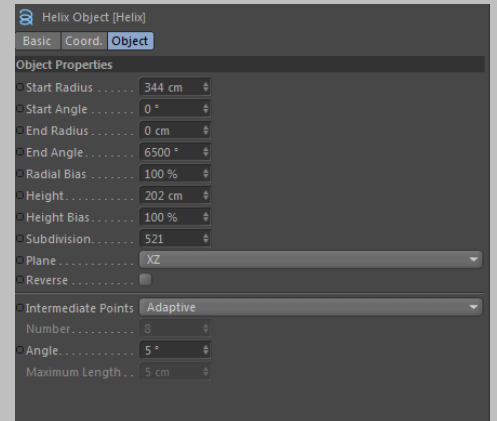 Helix Object [Helix]
Basic Coord. Object
Object Properties
Start Radius . . . . . . 344 cm
Start Angle . . . . . . . 0 °
End Radius . . . . . . . 0 cm
End Angle. . . . . . . . 6500 °
Radial Bias . . . . . . . 100 %
Height. . . . . . . . . . . 202 cm
Height Bias. . . . . . . 100 %
Subdivision. . . . . . . 521
Plane . . . . . . . . . . . . XZ
Reverse . . . . . . . . . .
Intermediate Points Adaptive
Number. . . . . . . . . . 8
Angle. . . . . . . . . . . . 5 °
Maximum Length . . 5 cm